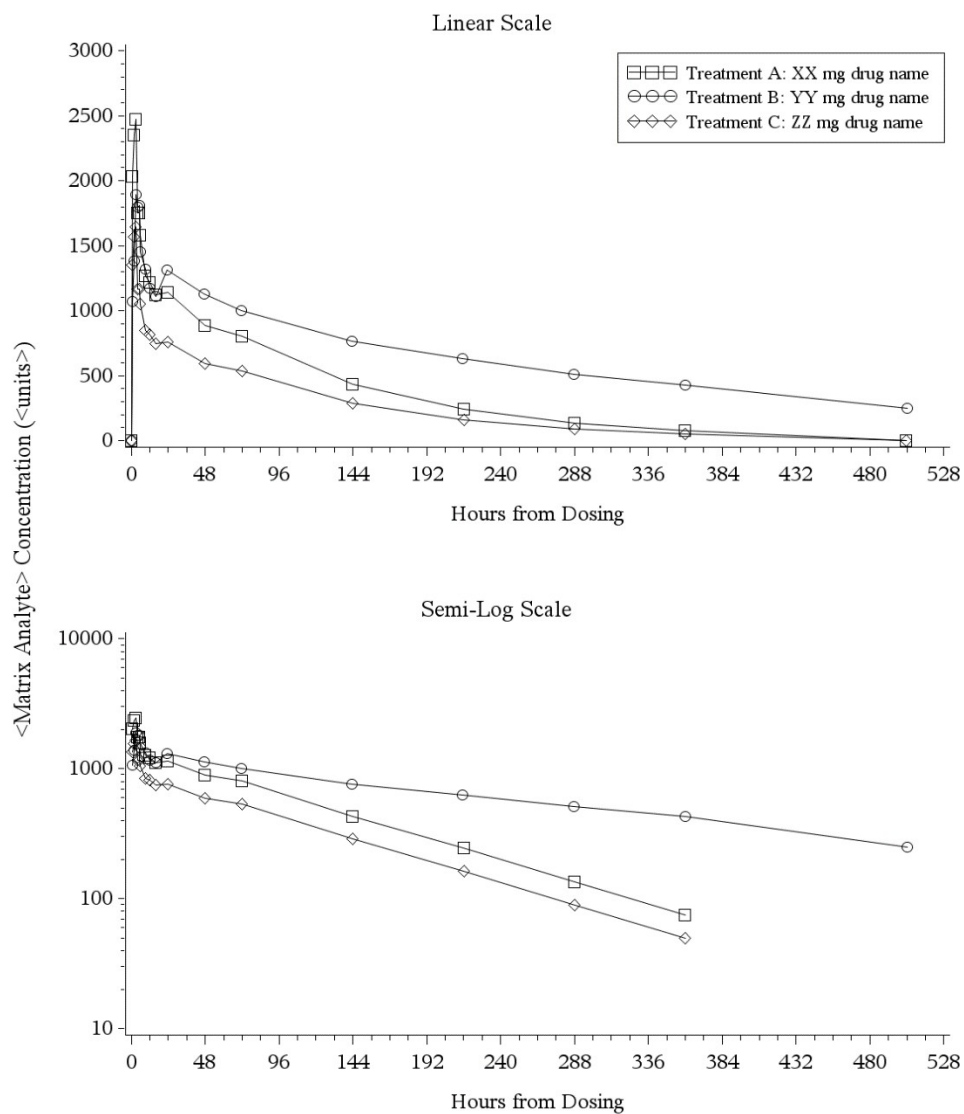 Linear Scale
3000
2500
2000
1500
1000
500
0
Treatment A: XX mg drug name
Treatment B: YY mg drug name
Treatment C: ZZ mg drug name
0 48 96 144 192 240 288 336 384 432 480 528
Hours from Dosing
<Matrix Analyte> Concentration (<units>)
Semi-Log Scale
10000
1000
100
10
0 48 96 144 192 240 288 336 384 432 480 528
Hours from Dosing